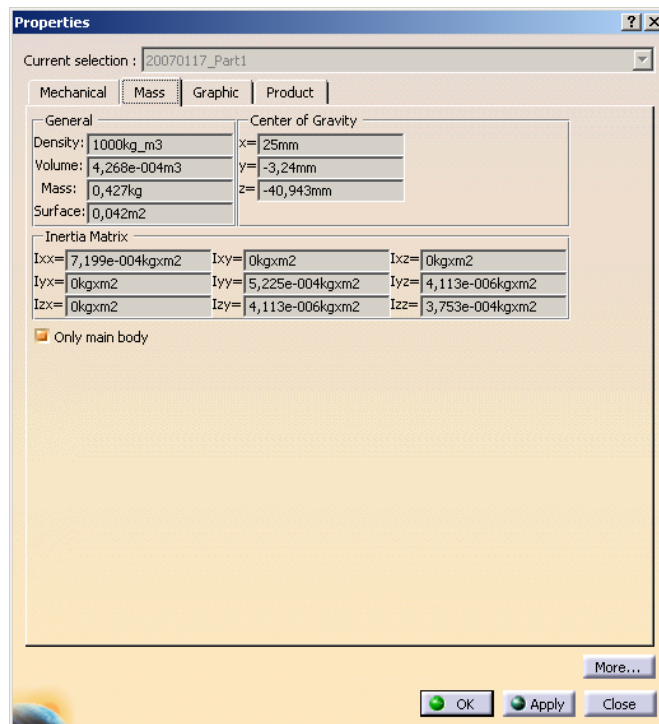 Properties
Current selection : 20070117_Part1
Mechanical Mass Graphic Product
General
Density: 1000kg_m3
Volume: 4,268e-004m3
Mass: 0,427kg
Surface: 0,042m2
Center of Gravity
x= 25mm
y= -3,24mm
z= -40,943mm
Inertia Matrix
Ixx= 7,199e-004kgxm2 Ixy= 0kgxm2 Ixz= 0kgxm2
Iyx= 0kgxm2 Iyy= 5,225e-004kgxm2 Iyz= 4,113e-006kgxm2
Izx= 0kgxm2 Izy= 4,113e-006kgxm2 Izz= 3,753e-004kgxm2
Only main body
More...
OK Apply Close